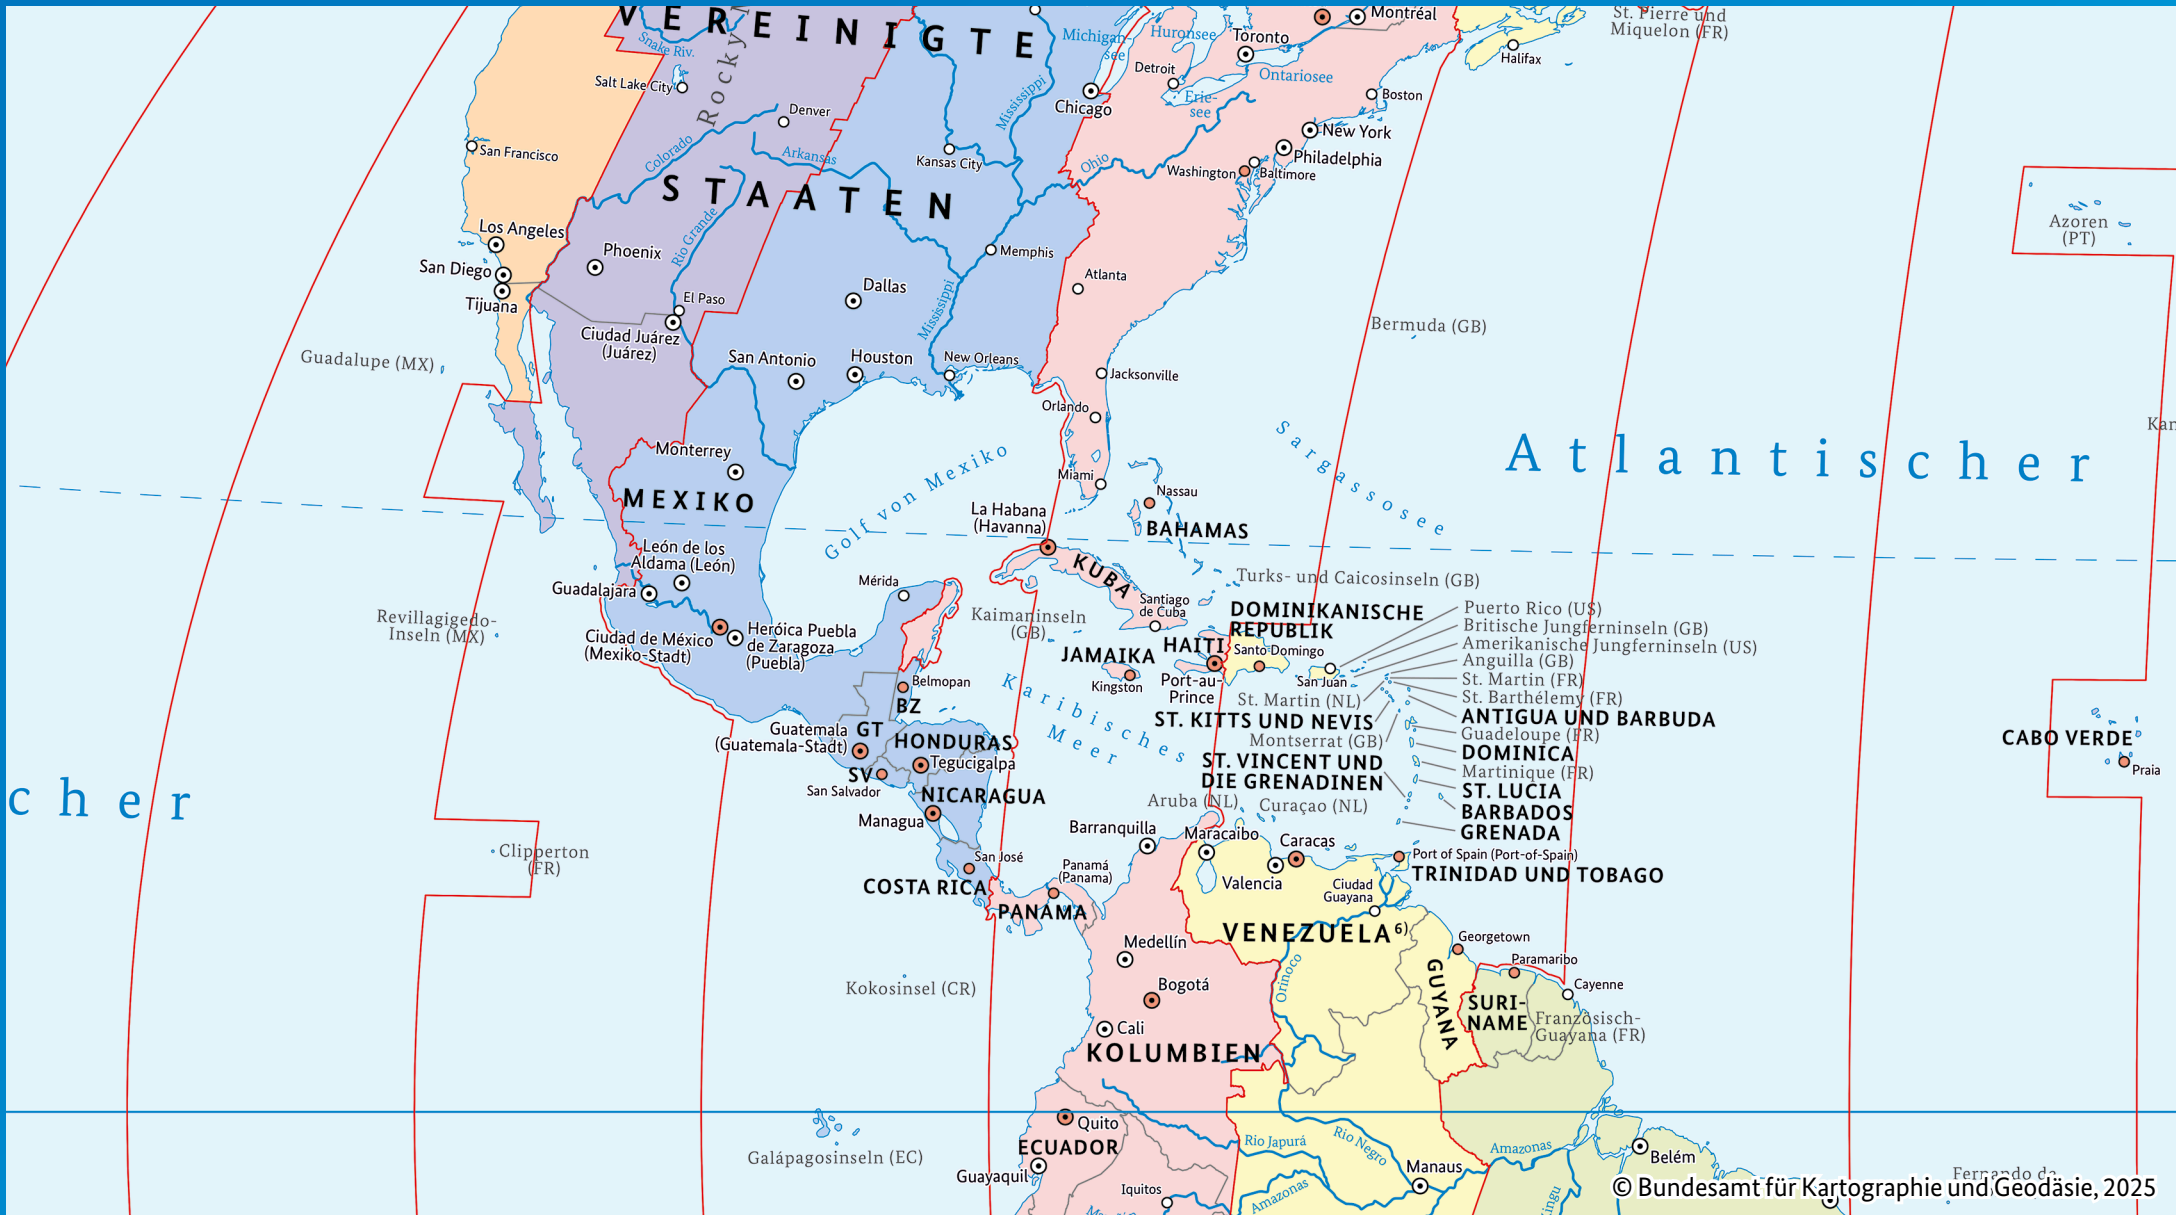 VEREINIGTE
STAATEN
Snake Riv.
Rocky
Salt Lake City
Denver
Colorado
Arkansas
San Francisco
Los Angeles
San Diego
Tijuana
Phoenix
Rio Grande
El Paso
Ciudad Juárez
(Juárez)
Kansas City
Mississippi
Michigan-
see
Huronsee
Chicago
Detroit
Erie-
see
Toronto
Ontariosee
Montréal
Ohio
Boston
New York
Philadelphia
Washington
Baltimore
Halifax
St. Pierre und
Miquelon (FR)
Memphis
Atlanta
Dallas
Mississippi
San Antonio
Houston
New Orleans
Jacksonville
Orlando
Miami
Bermuda (GB)
Azoren
(PT)
Kan
Guadalupe (MX)
Monterrey
MEXIKO
Golf von Mexiko
Sargassosee
Atlantischer
León de los
Aldama (León)
Guadalajara
Ciudad de México
(Mexiko-Stadt)
Heróica Puebla
de Zaragoza
(Puebla)
Mérida
Revillagigedo-
Inseln (MX)
La Habana
(Havanna)
Nassau
BAHAMAS
KUBA
Santiago
de Cuba
Turks- und Caicosinseln (GB)
Kaimaninseln
(GB)
JAMAIKA
Kingston
HAITI
Port-au-
Prince
DOMINIKANISCHE
REPUBLIK
Santo Domingo
San Juan
Puerto Rico (US)
Britische Jungferninseln (GB)
Amerikanische Jungferninseln (US)
Anguilla (GB)
St. Martin (FR)
St. Barthélemy (FR)
ANTIGUA UND BARBUDA
Guadeloupe (FR)
DOMINICA
Martinique (FR)
ST. LUCIA
BARBADOS
GRENADA
St. Martin (NL)
ST. KITTS UND NEVIS
Montserrat (GB)
ST. VINCENT UND
DIE GRENADINEN
Aruba (NL)
Curaçao (NL)
Karibisches
Meer
Belmopan
BZ
GT
Guatemala
(Guatemala-Stadt)
HONDURAS
Tegucigalpa
SV
San Salvador
NICARAGUA
Managua
San José
COSTA RICA
Panamá
(Panama)
PANAMA
cher
Clipperton
(FR)
Kokosinsel (CR)
Galápagosinseln (EC)
CABO VERDE
Praia
Barranquilla
Maracaibo
Caracas
Valencia
Port of Spain (Port-of-Spain)
TRINIDAD UND TOBAGO
Ciudad
Guayana
VENEZUELA⁶⁾
Orinoco
Georgetown
GUYANA
Paramaribo
SURI-
NAME
Cayenne
Französisch-
Guayana (FR)
Medellín
Bogotá
Cali
KOLUMBIEN
Quito
ECUADOR
Guayaquil
Iquitos
Rio Japurá
Rio Negro
Manaus
Amazonas
Amazonas
Belém
Fernando de
© Bundesamt für Kartographie und Geodäsie, 2025